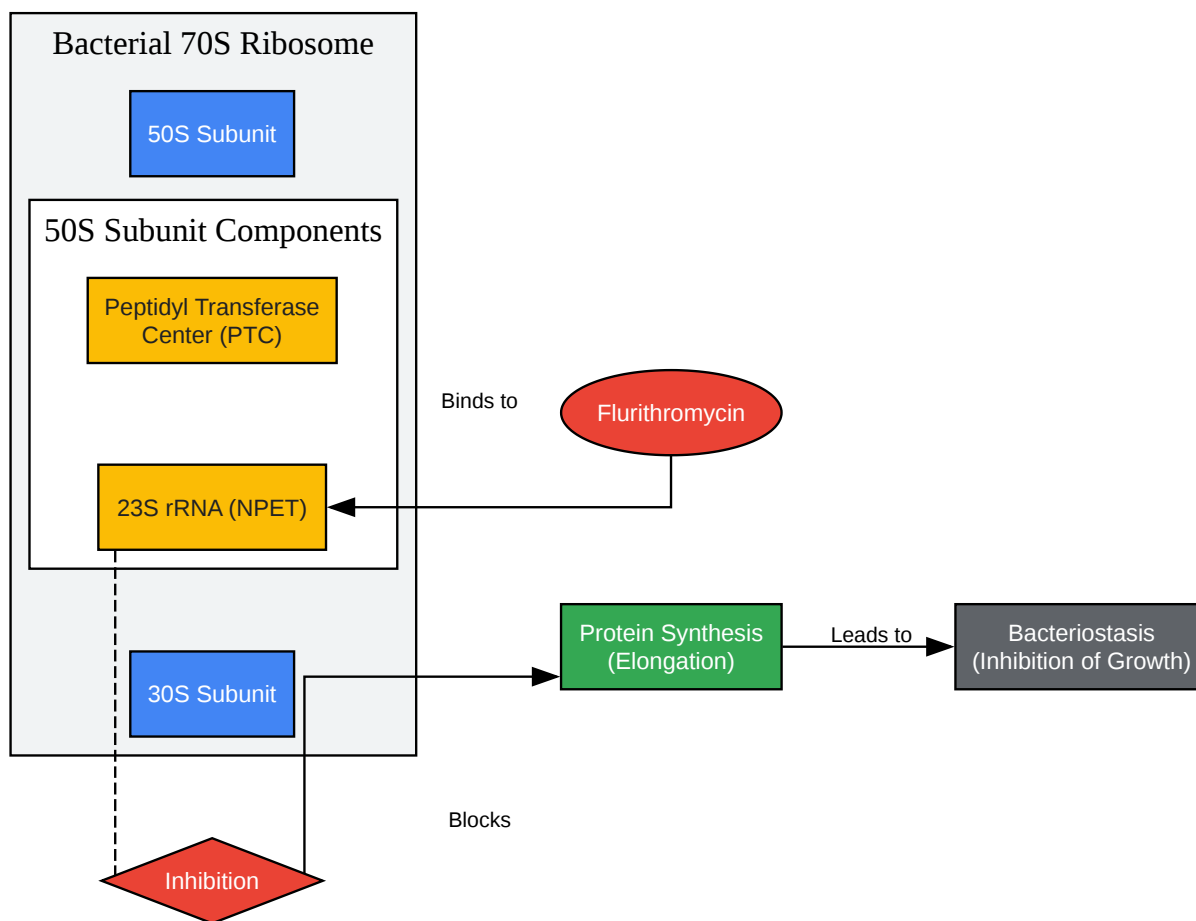 Bacterial 70S Ribosome
50S Subunit
50S Subunit Components
Peptidyl Transferase
Center (PTC)
Binds to
Flurithromycin
23S rRNA (NPET)
Protein Synthesis
(Elongation)
Leads to
Bacteriostasis
(Inhibition of Growth)
30S Subunit
Blocks
Inhibition